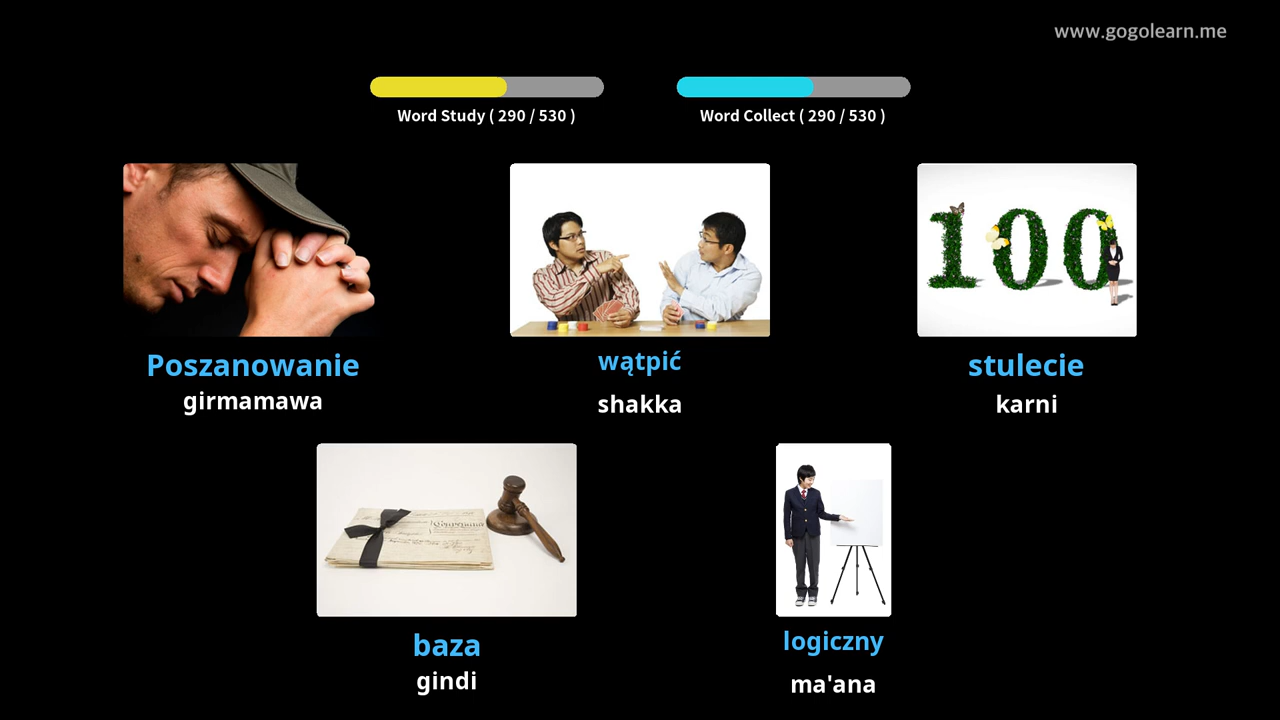 www.gogolearn.me
Word Study ( 290 / 530 )
Word Collect ( 290 / 530 )
100
Poszanowanie
girmamawa
wątpić
shakka
stulecie
karni
baza
gindi
logiczny
ma'ana